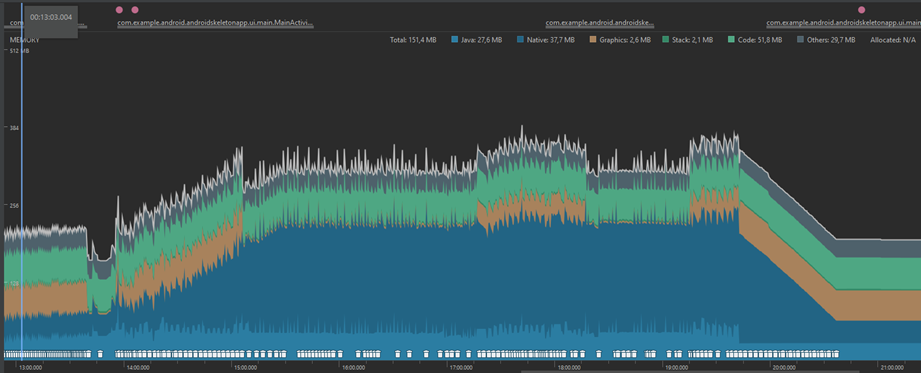 00:13:03.004
com
com.example.android.androidskeletonapp.ui.main.MainActivi...
com.example.android.androidske...
com.example.android.androidskeletonapp.ui.main
MEMORY
Total: 151,4 MB Java: 27,6 MB Native: 37,7 MB Graphics: 2,6 MB Stack: 2,1 MB Code: 51,8 MB Others: 29,7 MB Allocated: N/A
512 MB
384
256
128
13:00.000 14:00.000 15:00.000 16:00.000 17:00.000 18:00.000 19:00.000 20:00.000 21:00.000